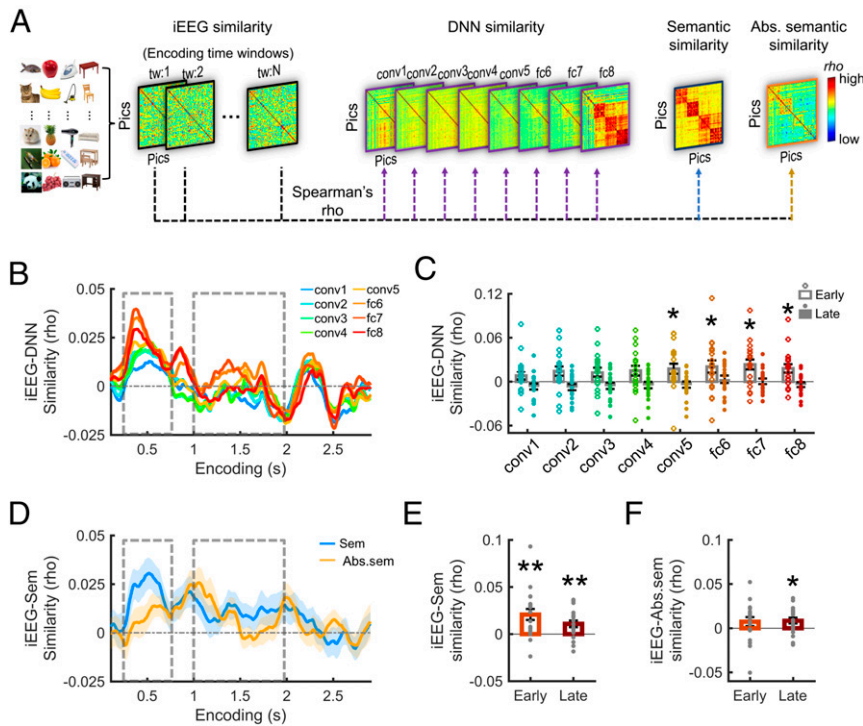 A
iEEG similarity
(Encoding time windows)
tw:1
tw:2
tw:N
...
Pics
Pics
DNN similarity
conv1
conv2
conv3
conv4
conv5
fc6
fc7
fc8
Pics
Pics
Semantic
similarity
Pics
Abs. semantic
similarity
Pics
rho
high
low
Spearman's
rho
B
iEEG-DNN
Similarity (rho)
0.05
0.025
0
-0.025
conv1
conv2
conv3
conv4
conv5
fc6
fc7
fc8
0.5
1
1.5
2
2.5
Encoding (s)
C
iEEG-DNN
Similarity (rho)
0.12
0.06
0
-0.06
* * * *
Early
Late
conv1
conv2
conv3
conv4
conv5
fc6
fc7
fc8
D
iEEG-Sem
Similarity (rho)
0.05
0.025
0
-0.025
Sem
Abs.sem
0.5
1
1.5
2
2.5
Encoding (s)
E
iEEG-Sem
similarity (rho)
0.1
0.05
0
-0.05
** **
Early Late
F
iEEG-Abs.sem
similarity (rho)
0.1
0.05
0
-0.05
*
Early Late